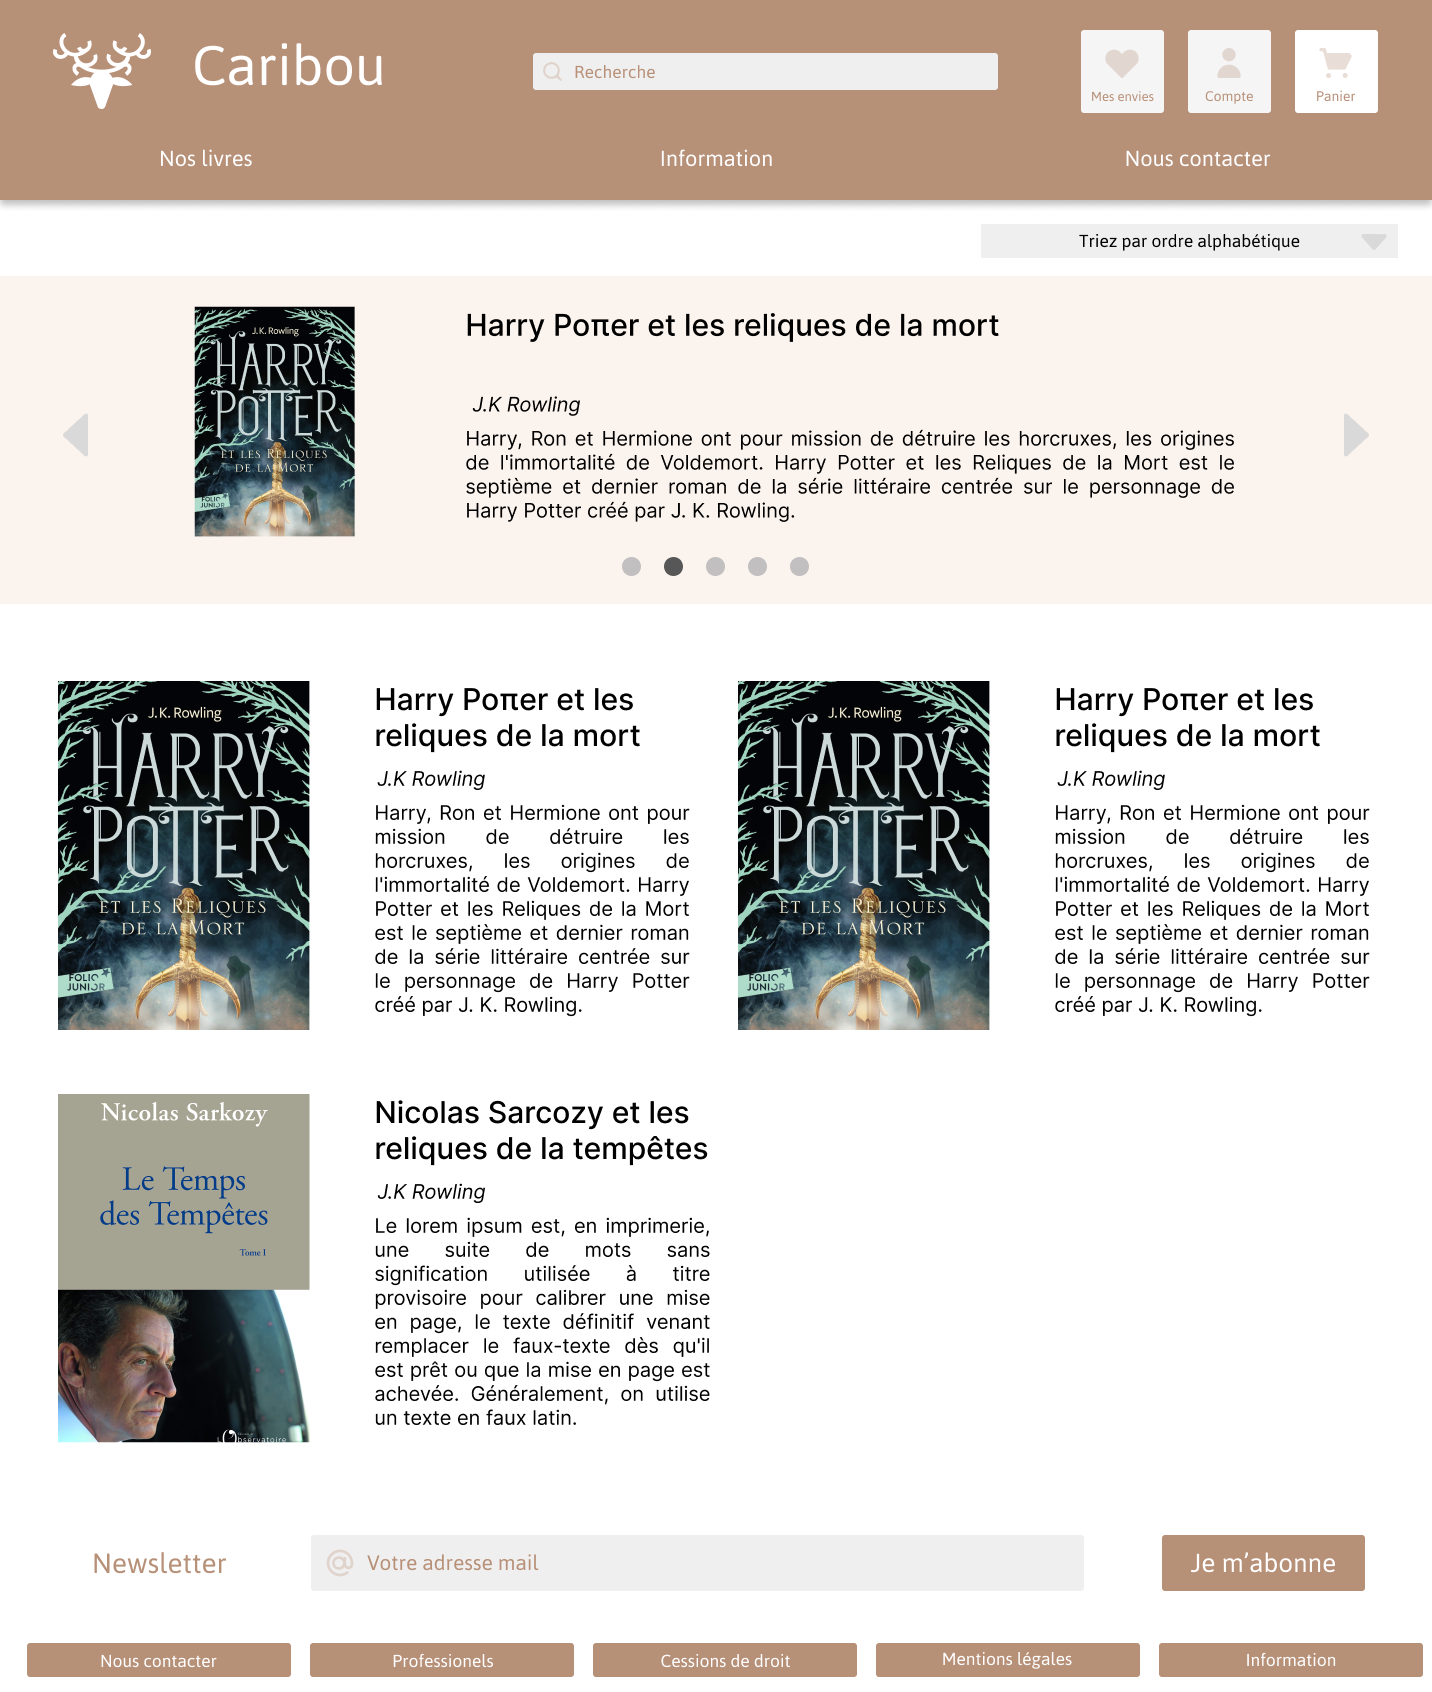 Caribou
Recherche
Mes envies
Compte
Panier
Nos livres
Information
Nous contacter
Triez par ordre alphabétique
J.K. Rowling
HARRY
POTTER
ET LES RELIQUES
DE LA MORT
FOLIO
JUNIOR
Harry Poπer et les reliques de la mort
J.K Rowling
Harry, Ron et Hermione ont pour mission de détruire les horcruxes, les origines
de l'immortalité de Voldemort. Harry Potter et les Reliques de la Mort est le
septième et dernier roman de la série littéraire centrée sur le personnage de
Harry Potter créé par J. K. Rowling.
J.K. Rowling
HARRY
POTTER
ET LES RELIQUES
DE LA MORT
FOLIO
JUNIOR
Harry Poπer et les
reliques de la mort
J.K Rowling
Harry, Ron et Hermione ont pour
mission de détruire les
horcruxes, les origines de
l'immortalité de Voldemort. Harry
Potter et les Reliques de la Mort
est le septième et dernier roman
de la série littéraire centrée sur
le personnage de Harry Potter
créé par J. K. Rowling.
J.K. Rowling
HARRY
POTTER
ET LES RELIQUES
DE LA MORT
FOLIO
JUNIOR
Harry Poπer et les
reliques de la mort
J.K Rowling
Harry, Ron et Hermione ont pour
mission de détruire les
horcruxes, les origines de
l'immortalité de Voldemort. Harry
Potter et les Reliques de la Mort
est le septième et dernier roman
de la série littéraire centrée sur
le personnage de Harry Potter
créé par J. K. Rowling.
Nicolas Sarkozy
Le Temps
des Tempêtes
Tome I
L'Observatoire
Nicolas Sarcozy et les
reliques de la tempêtes
J.K Rowling
Le lorem ipsum est, en imprimerie,
une suite de mots sans
signification utilisée à titre
provisoire pour calibrer une mise
en page, le texte définitif venant
remplacer le faux-texte dès qu'il
est prêt ou que la mise en page est
achevée. Généralement, on utilise
un texte en faux latin.
Newsletter
@ Votre adresse mail
Je m’abonne
Nous contacter
Professionels
Cessions de droit
Mentions légales
Information